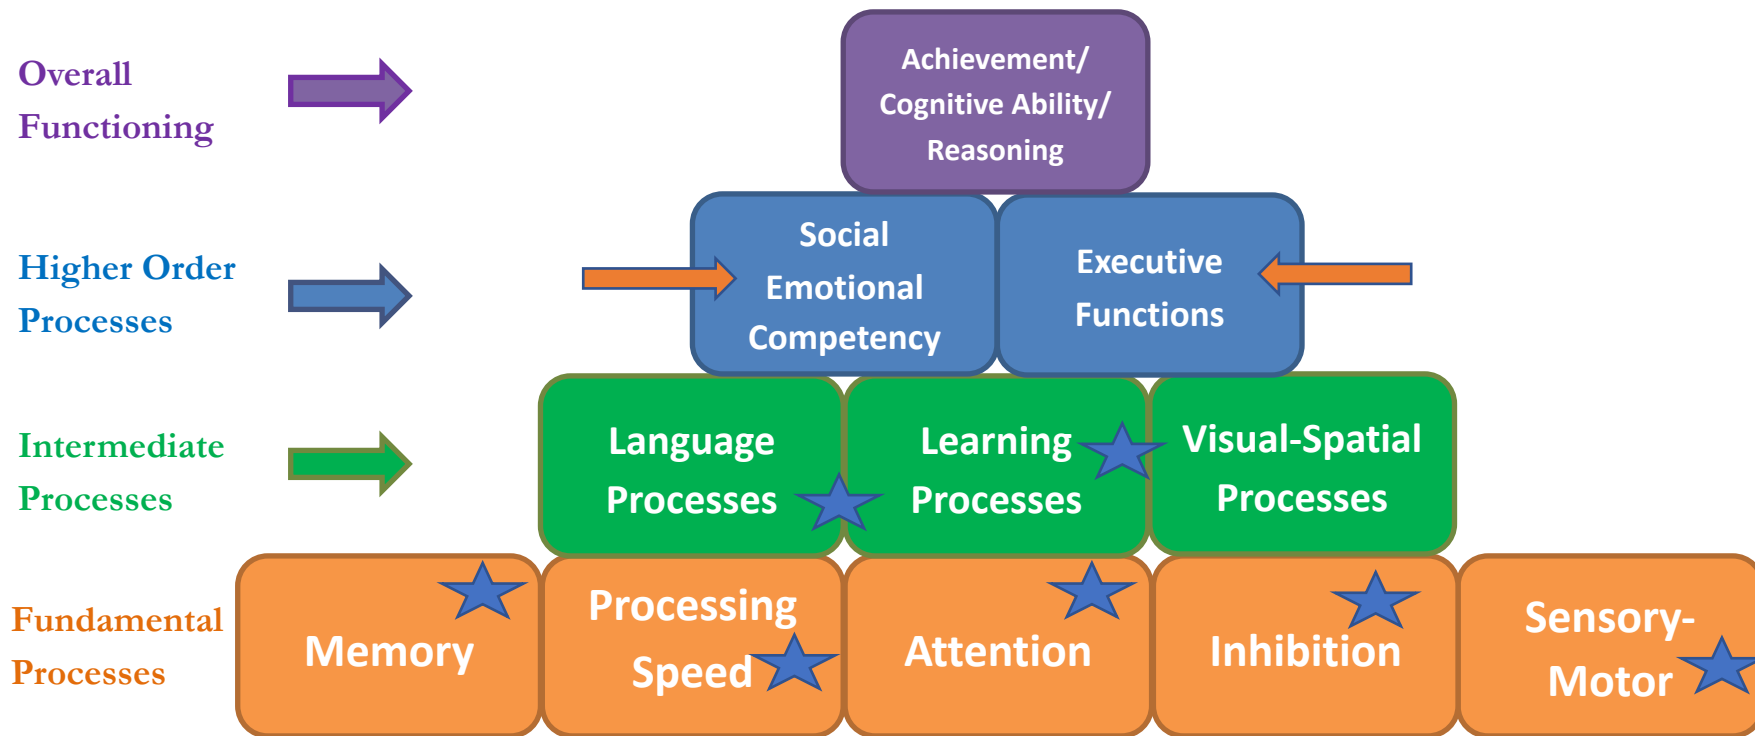 Overall
Functioning
Achievement/
Cognitive Ability/
Reasoning
Higher Order
Processes
Social
Emotional
Competency
Executive
Functions
Intermediate
Processes
Language
Processes
Learning
Processes
Visual-Spatial
Processes
Fundamental
Processes
Memory
Processing
Speed
Attention
Inhibition
Sensory-
Motor